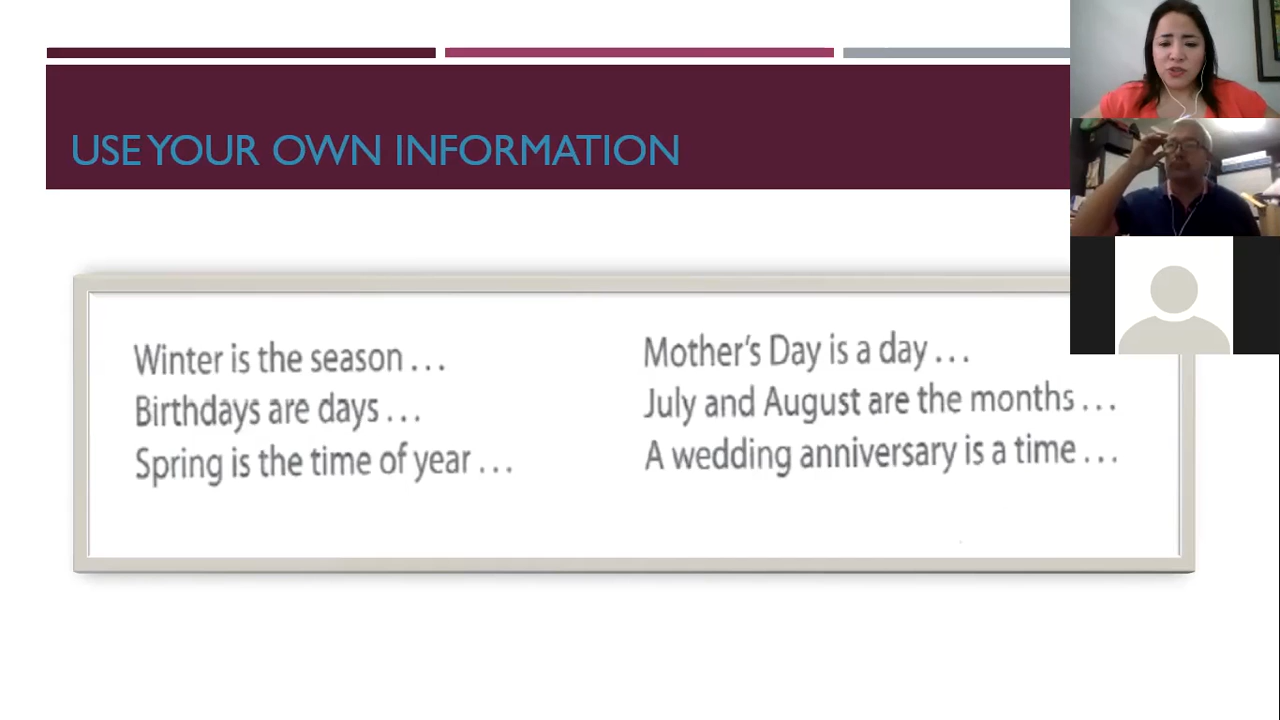 USE YOUR OWN INFORMATION
Winter is the season . . .
Birthdays are days . . .
Spring is the time of year . . .
Mother's Day is a day . . .
July and August are the months . . .
A wedding anniversary is a time . . .